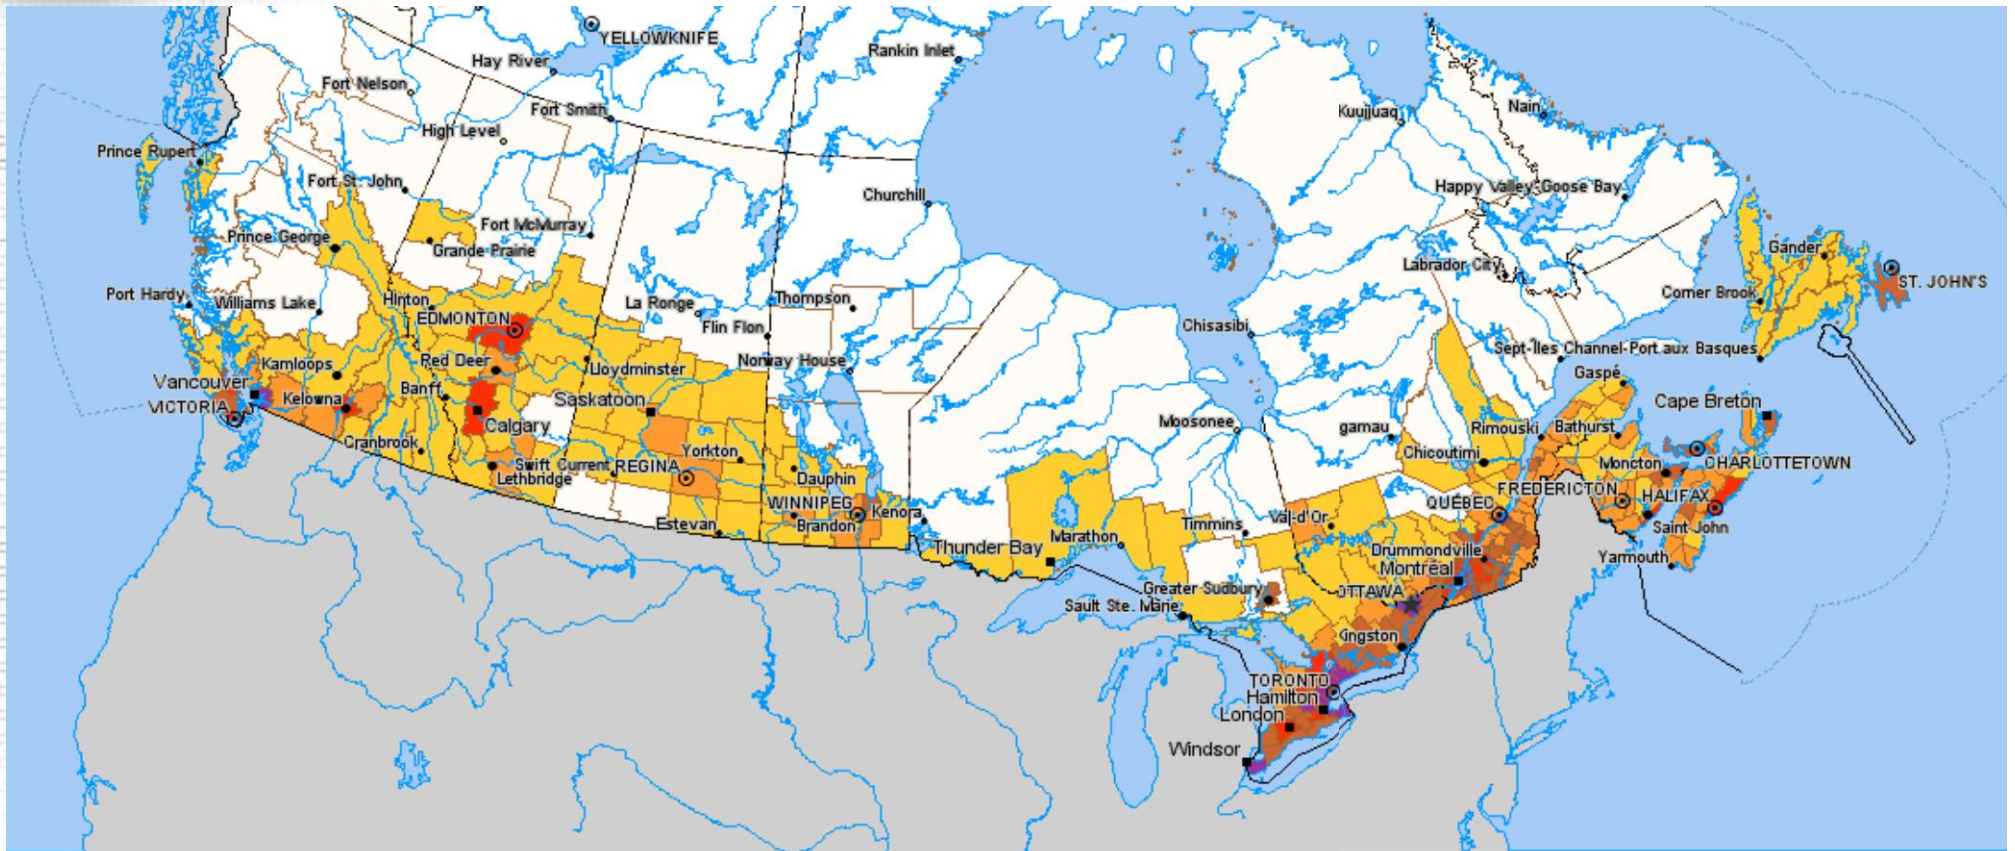 YELLOWKNIFE
Rankin Inlet
Hay River
Fort Nelson
Fort Smith
Kuujjuaq
Nain
High Level
Prince Rupert
Fort St. John
Happy Valley-Goose Bay
Churchill
Fort McMurray
Prince George
Grande Prairie
Gander
Labrador City
ST. JOHN'S
Port Hardy
Williams Lake
Hinton
La Ronge
Thompson
Corner Brook
EDMONTON
Flin Flon
Chisasibi
Sept-Îles
Channel-Port aux Basques
Kamloops
Red Deer
Lloydminster
Norway House
Gaspé
Vancouver
Banff
Saskatoon
Cape Breton
VICTORIA
Kelowna
Calgary
Moosonee
gamau
Rimouski
Bathurst
Cranbrook
Yorkton
Chicoutimi
Moncton
CHARLOTTETOWN
Swift Current
REGINA
Lethbridge
Dauphin
FREDERICTON
HALIFAX
WINNIPEG
Kenora
QUÉBEC
Estevan
Brandon
Timmins
Val-d'Or
Saint John
Thunder Bay
Marathon
Drummondville
Montréal
Yarmouth
Greater Sudbury
OTTAWA
Sault Ste. Marie
Kingston
TORONTO
Hamilton
London
Windsor